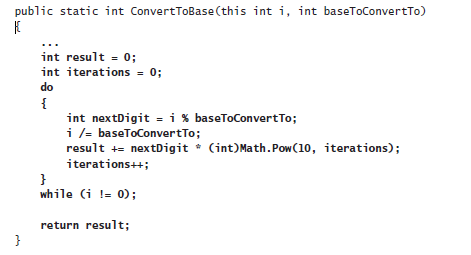 public static int ConvertToBase(this int i, int baseToConvertTo)
{
    ...
    int result = 0;
    int iterations = 0;
    do
    {
        int nextDigit = i % baseToConvertTo;
        i /= baseToConvertTo;
        result += nextDigit * (int)Math.Pow(10, iterations);
        iterations++;
    }
    while (i != 0);

    return result;
}